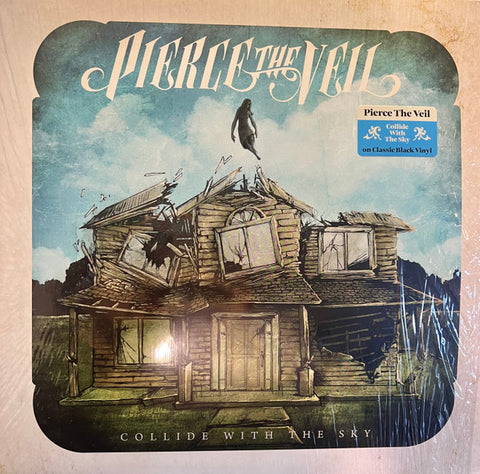 PIERCE THE VEIL
Pierce The Veil
Collide
With
The Sky
on Classic Black Vinyl
COLLIDE WITH THE SKY